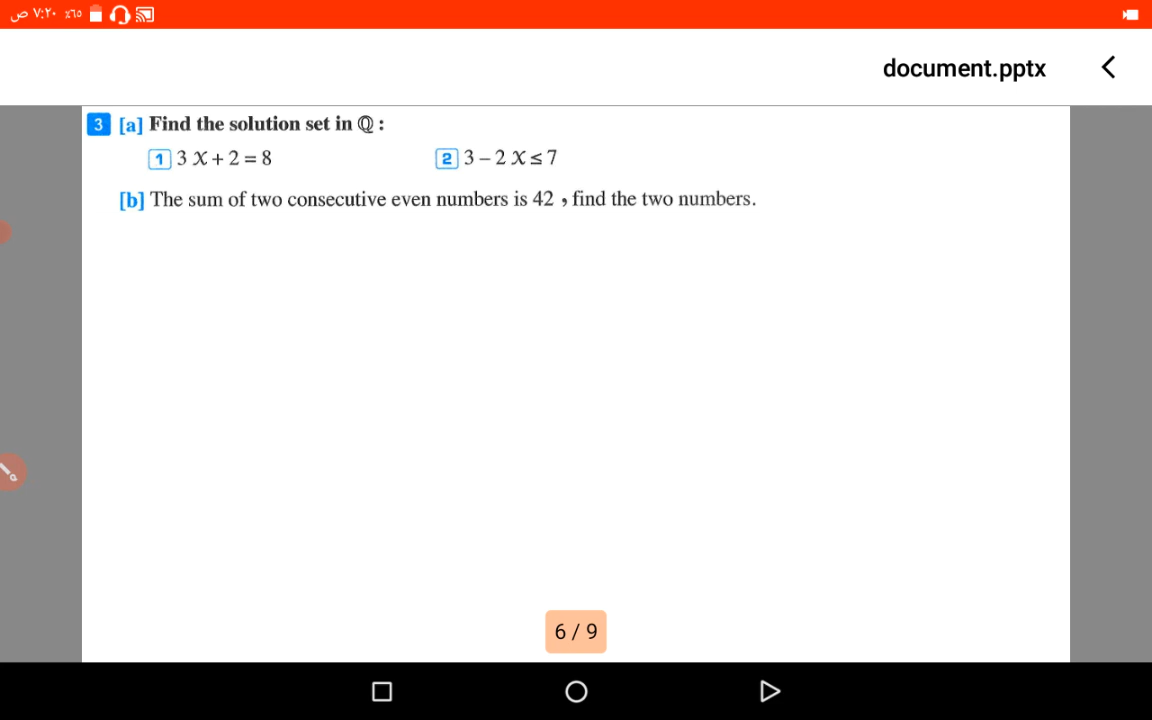 ص ٧:٢٠ ٪٦٥
document.pptx
3 [a] Find the solution set in ℚ :
1 3 x + 2 = 8 2 3 – 2 x ≤ 7
[b] The sum of two consecutive even numbers is 42 , find the two numbers.
6 / 9